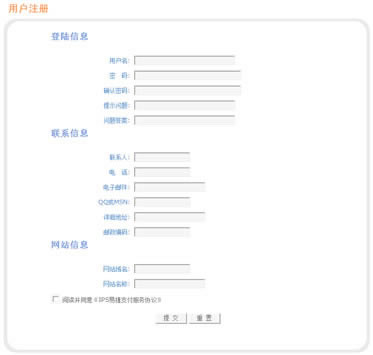 用户注册
登陆信息
用户名：
密　码：
确认密码：
提示问题：
问题答案：
联系信息
联系人：
电　话：
电子邮件：
QQ或MSN：
详细地址：
邮政编码：
网站信息
网站域名：
网站名称：
阅读并同意《IPS易捷支付服务协议》
提 交
重 置